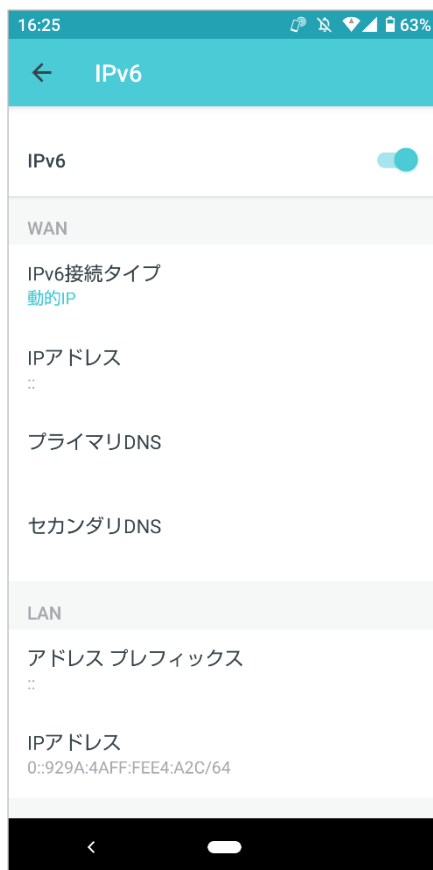 16:25
63%
IPv6
IPv6
WAN
IPv6接続タイプ
動的IP
IPアドレス
::
プライマリDNS
セカンダリDNS
LAN
アドレス プレフィックス
::
IPアドレス
0::929A:4AFF:FEE4:A2C/64